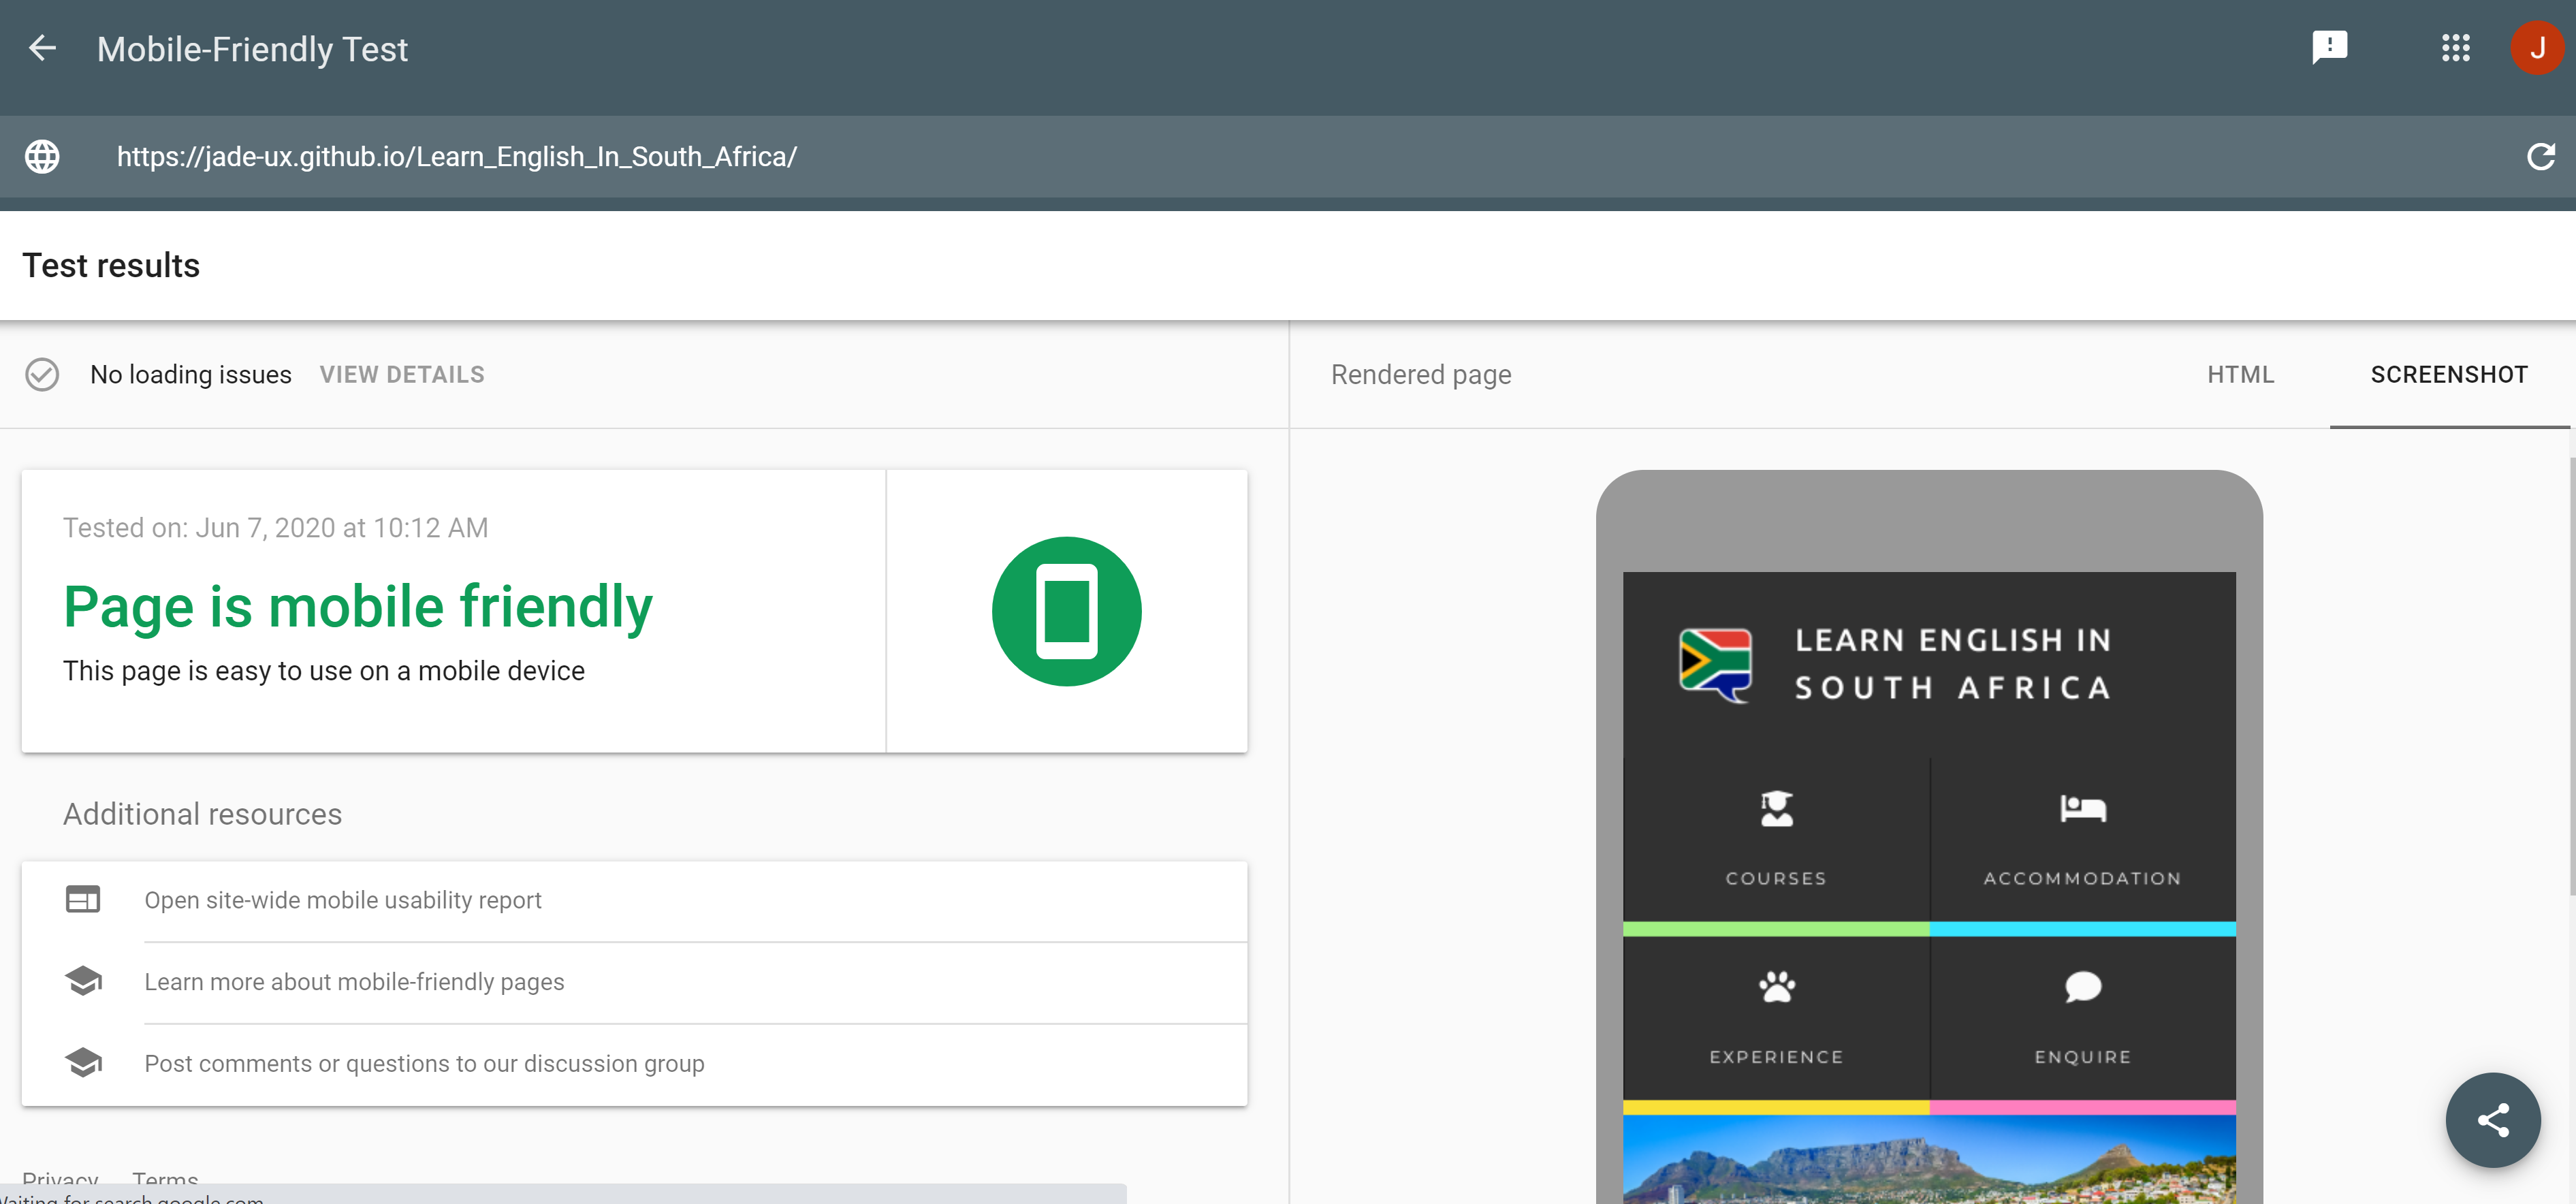 Mobile-Friendly Test
J
https://jade-ux.github.io/Learn_English_In_South_Africa/
Test results
No loading issues VIEW DETAILS
Rendered page HTML SCREENSHOT
Tested on: Jun 7, 2020 at 10:12 AM
Page is mobile friendly
This page is easy to use on a mobile device
Additional resources
Open site-wide mobile usability report
Learn more about mobile-friendly pages
Post comments or questions to our discussion group
Privacy Terms
Waiting for search.google.com
LEARN ENGLISH IN
SOUTH AFRICA
COURSES ACCOMMODATION
EXPERIENCE ENQUIRE